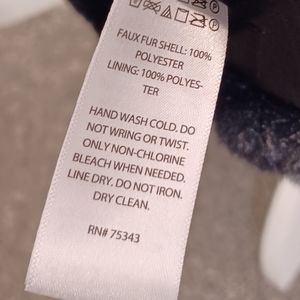 FAUX FUR SHELL: 100%
POLYESTER
LINING: 100% POLYES-
TER
HAND WASH COLD. DO
NOT WRING OR TWIST.
ONLY NON-CHLORINE
BLEACH WHEN NEEDED.
LINE DRY. DO NOT IRON.
DRY CLEAN.
RN# 75343